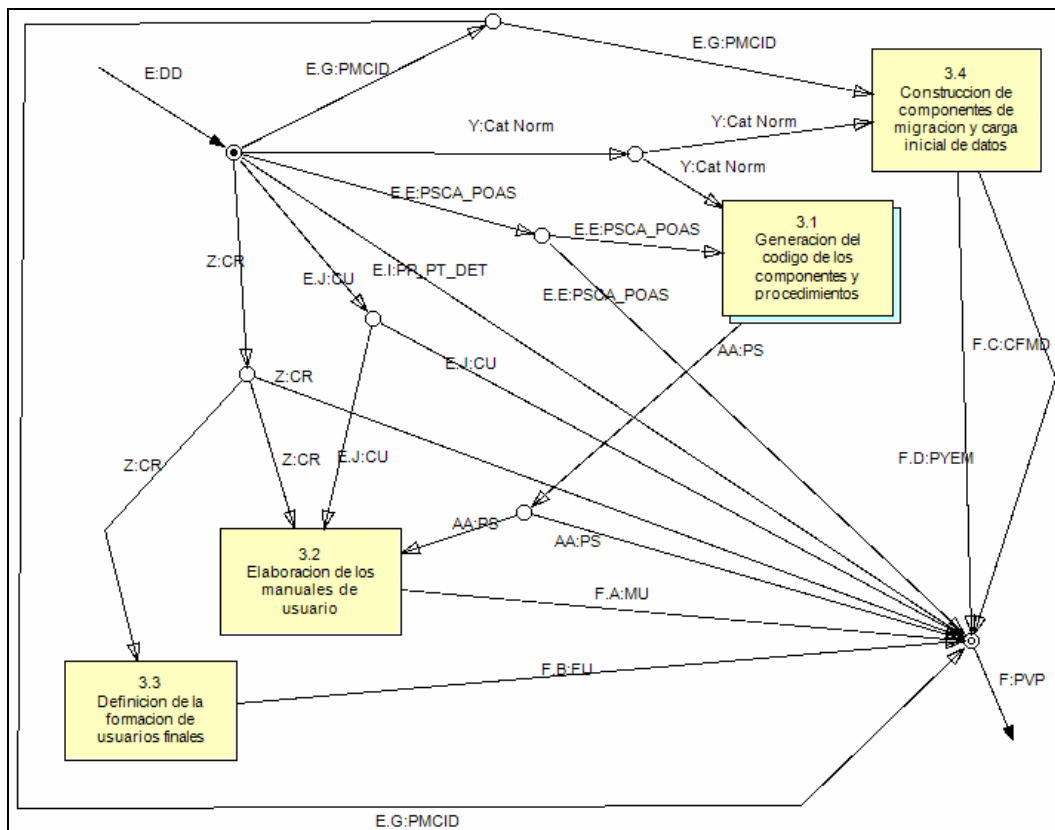 E.G:PMCID
E.G:PMCID
E:DD
3.4
Construccion de
componentes de
migracion y carga
inicial de datos
Y:Cat Norm
Y:Cat Norm
Y:Cat Norm
E.E:PSCA_POAS
E.E:PSCA_POAS
3.1
Generacion del
codigo de los
componentes y
procedimientos
Z:CR
E.J:CU
E.I:PP_PT_DET
E.E:PSCA_POAS
F.C:CFMD
AA:PS
Z:CR
E.J:CU
Z:CR
Z:CR
E.J:CU
F.D:PYEM
AA:PS
AA:PS
3.2
Elaboracion de los
manuales de
usuario
F.A:MU
3.3
Definicion de la
formacion de
usuarios finales
F.B:FU
F:PVP
E.G:PMCID